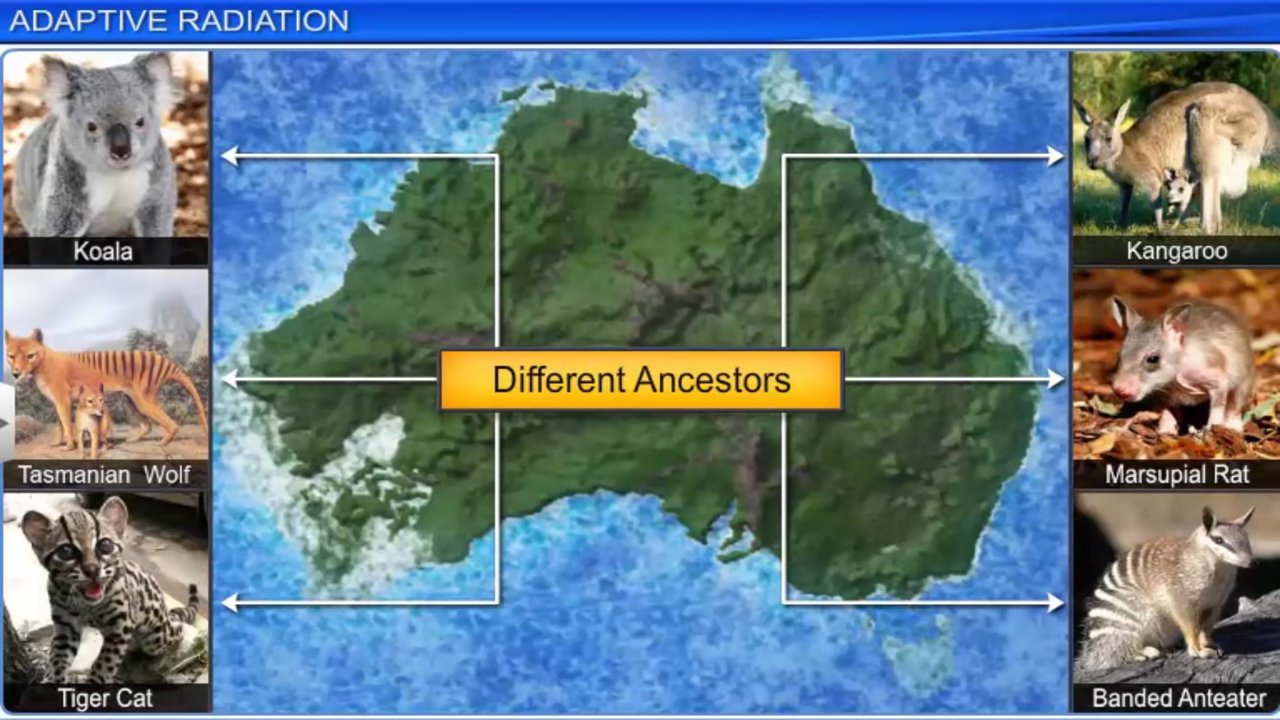 ADAPTIVE RADIATION
Koala
Kangaroo
Different Ancestors
Tasmanian Wolf
Marsupial Rat
Tiger Cat
Banded Anteater